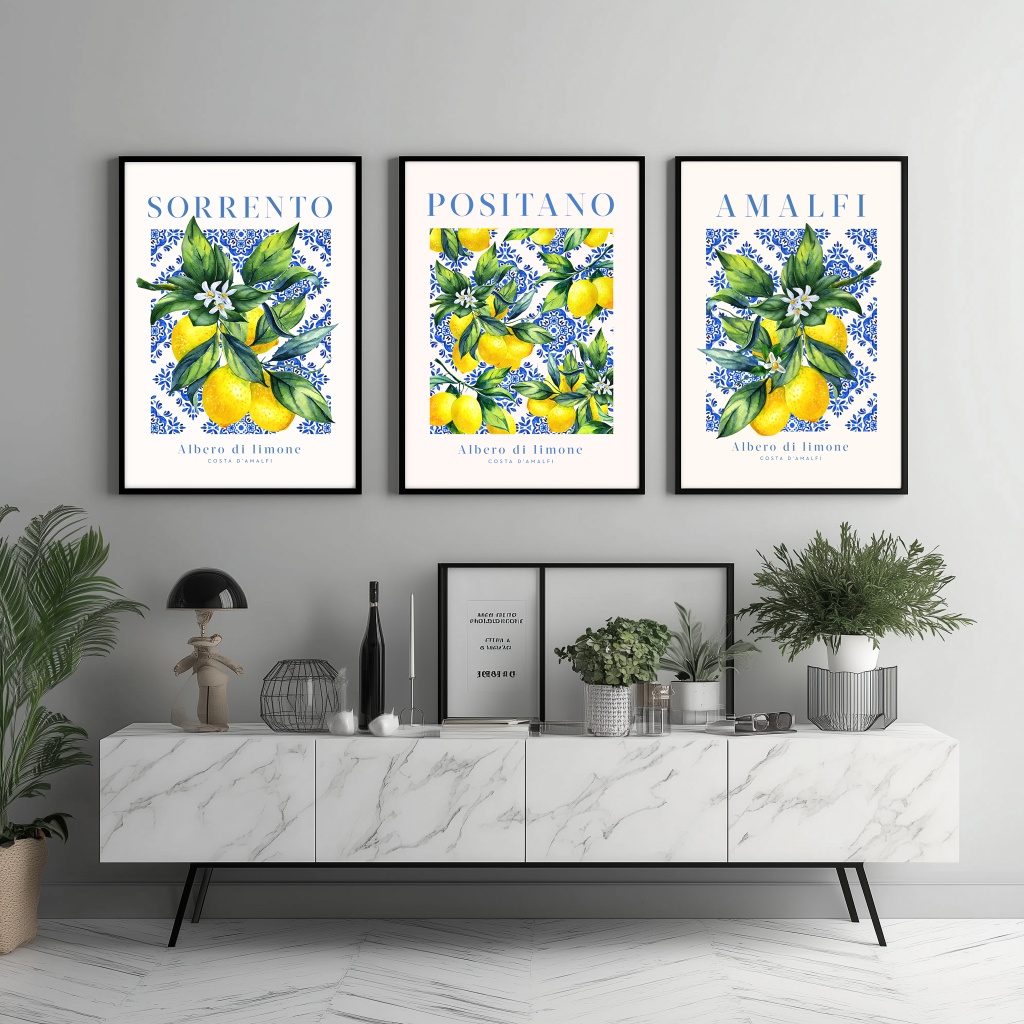 SORRENTO
Albero di limone
COSTA D'AMALFI
POSITANO
Albero di limone
COSTA D'AMALFI
AMALFI
Albero di limone
COSTA D'AMALFI